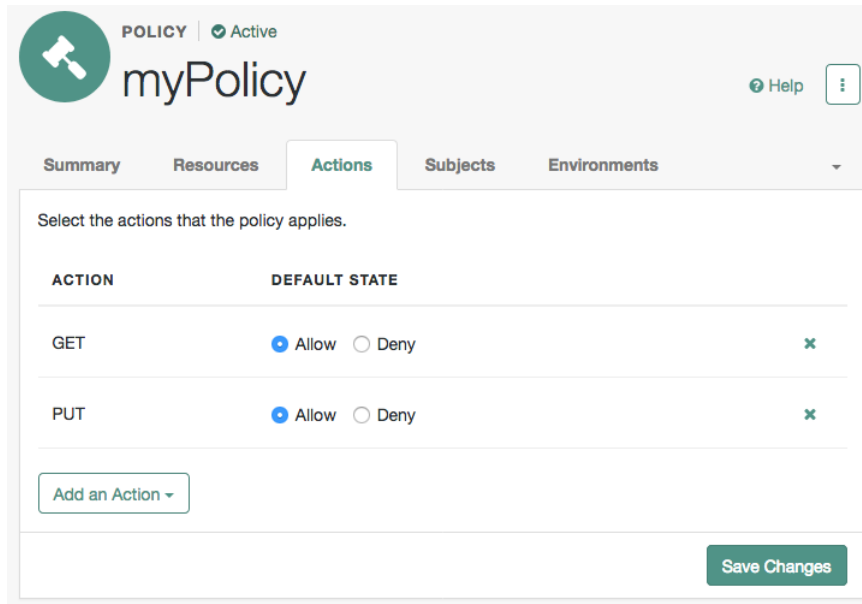 POLICY Active
myPolicy
Help
Summary Resources Actions Subjects Environments
Select the actions that the policy applies.
ACTION DEFAULT STATE
GET Allow Deny
PUT Allow Deny
Add an Action
Save Changes